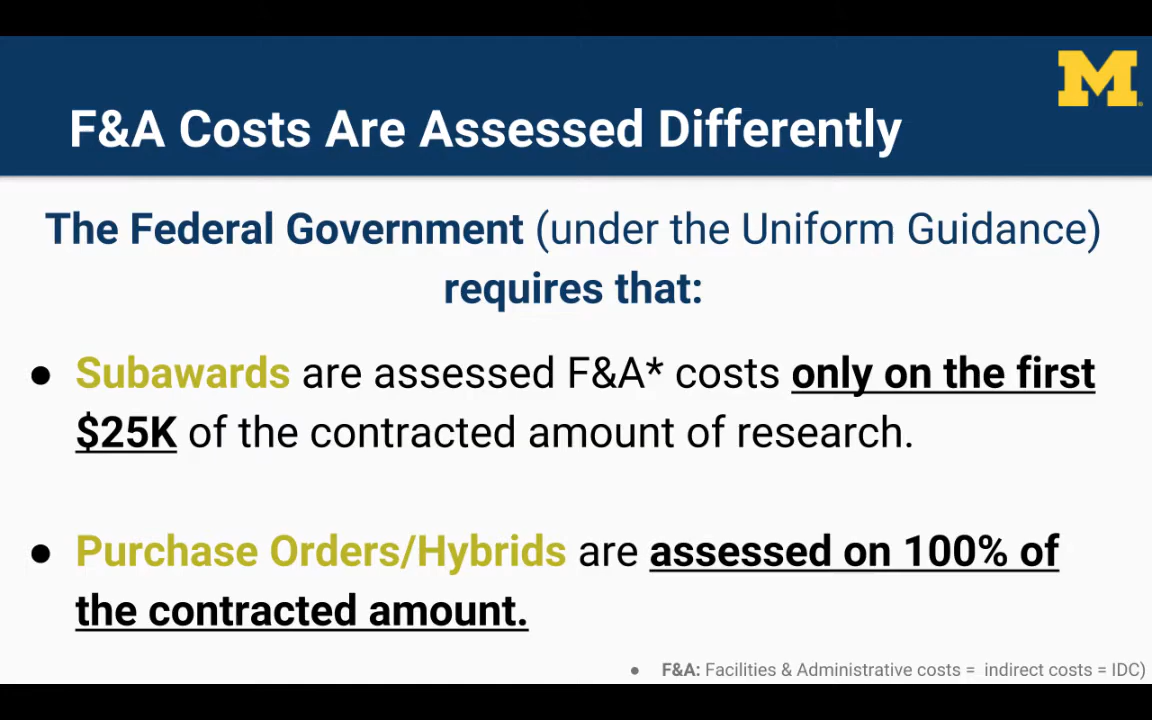 M
F&A Costs Are Assessed Differently
The Federal Government (under the Uniform Guidance)
requires that:
● Subawards are assessed F&A* costs only on the first
$25K of the contracted amount of research.
● Purchase Orders/Hybrids are assessed on 100% of
the contracted amount.
● F&A: Facilities & Administrative costs = indirect costs = IDC)